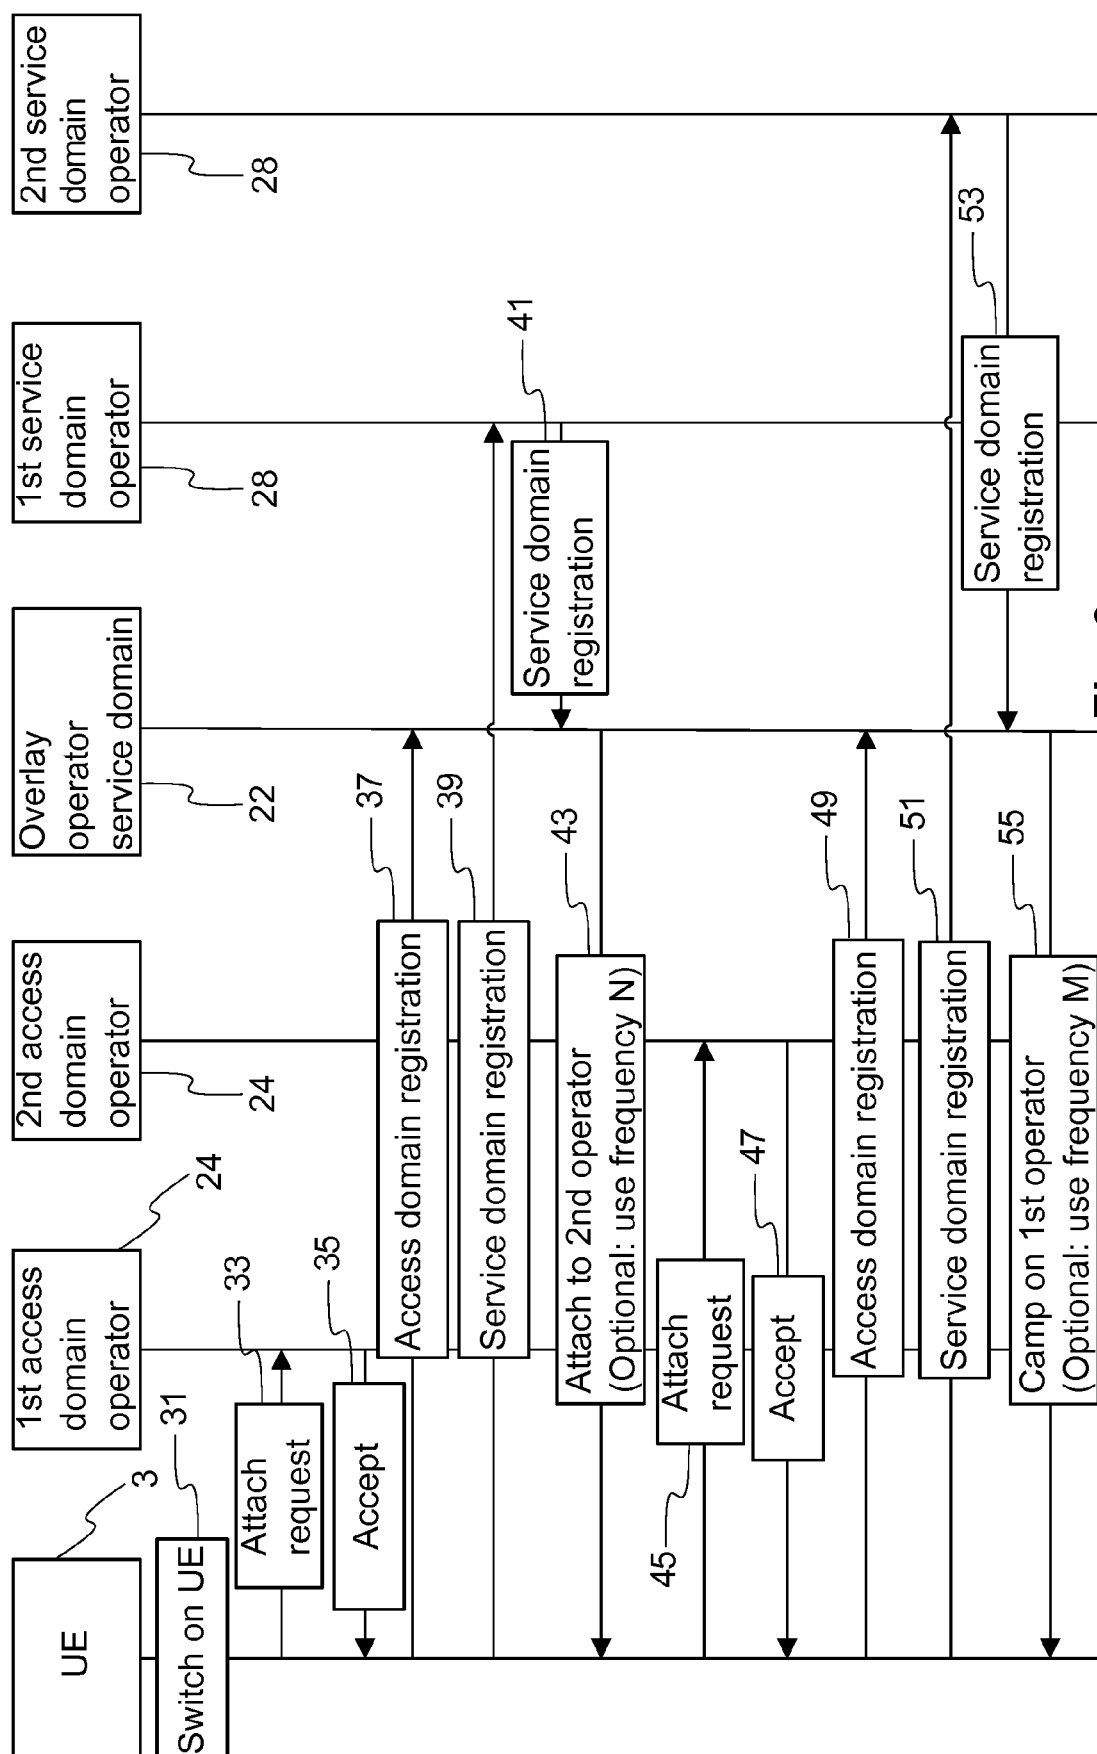 UE
3
1st access
domain
operator
24
2nd access
domain
operator
24
Overlay
operator
service domain
22
1st service
domain
operator
28
2nd service
domain
operator
28
Switch on UE
31
Attach
request
33
Accept
35
Access domain registration
37
Service domain registration
39
Service domain
registration
41
Attach to 2nd operator
(Optional: use frequency N)
43
Attach
request
45
Accept
47
Access domain registration
49
Service domain registration
51
Service domain
registration
53
Camp on 1st operator
(Optional: use frequency M)
55